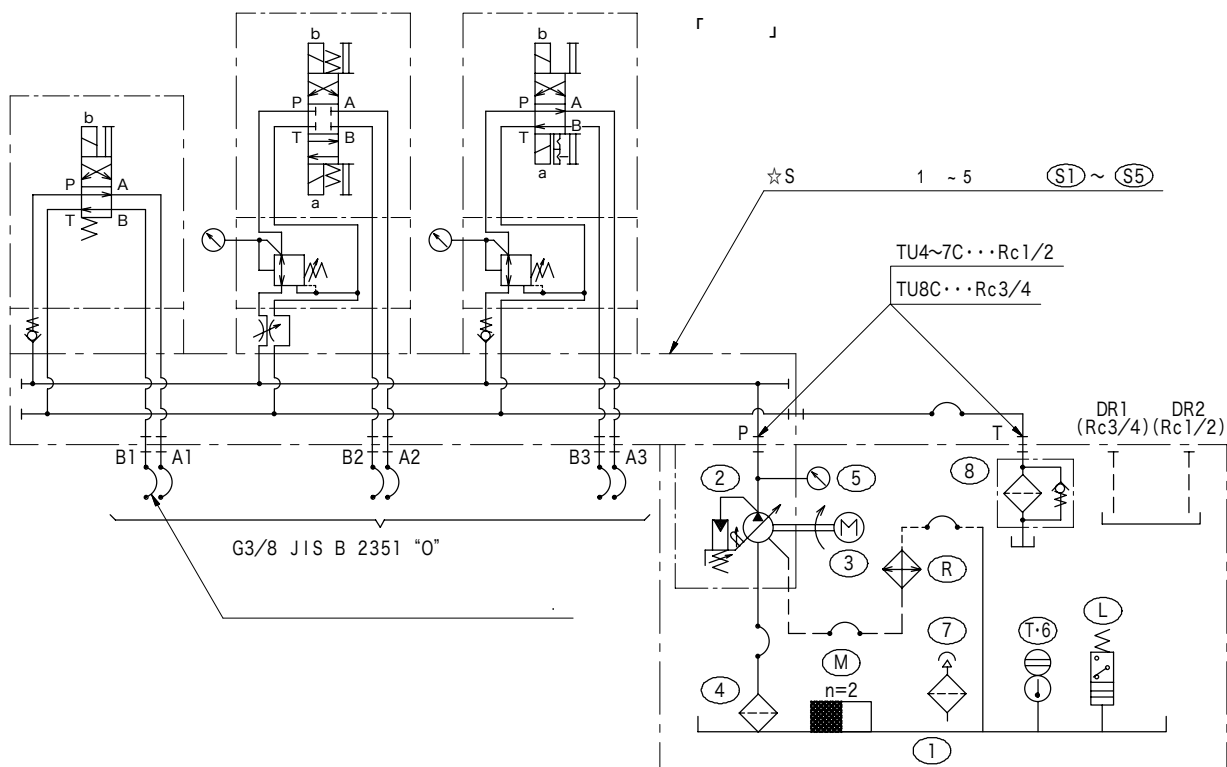 「 」
b
b
b
P A
T B
a
P A
T B
a
P A
T B
☆S 1 ~5 S1 ~ S5
TU4~7C・・・Rc1/2
TU8C・・・Rc3/4
P
T
DR1 DR2
(Rc3/4) (Rc1/2)
B1 A1
B2 A2
B3 A3
2
5
8
M
3
R
G3/8 JIS B 2351 “O”
.
7
T・6
L
M
n=2
4
1